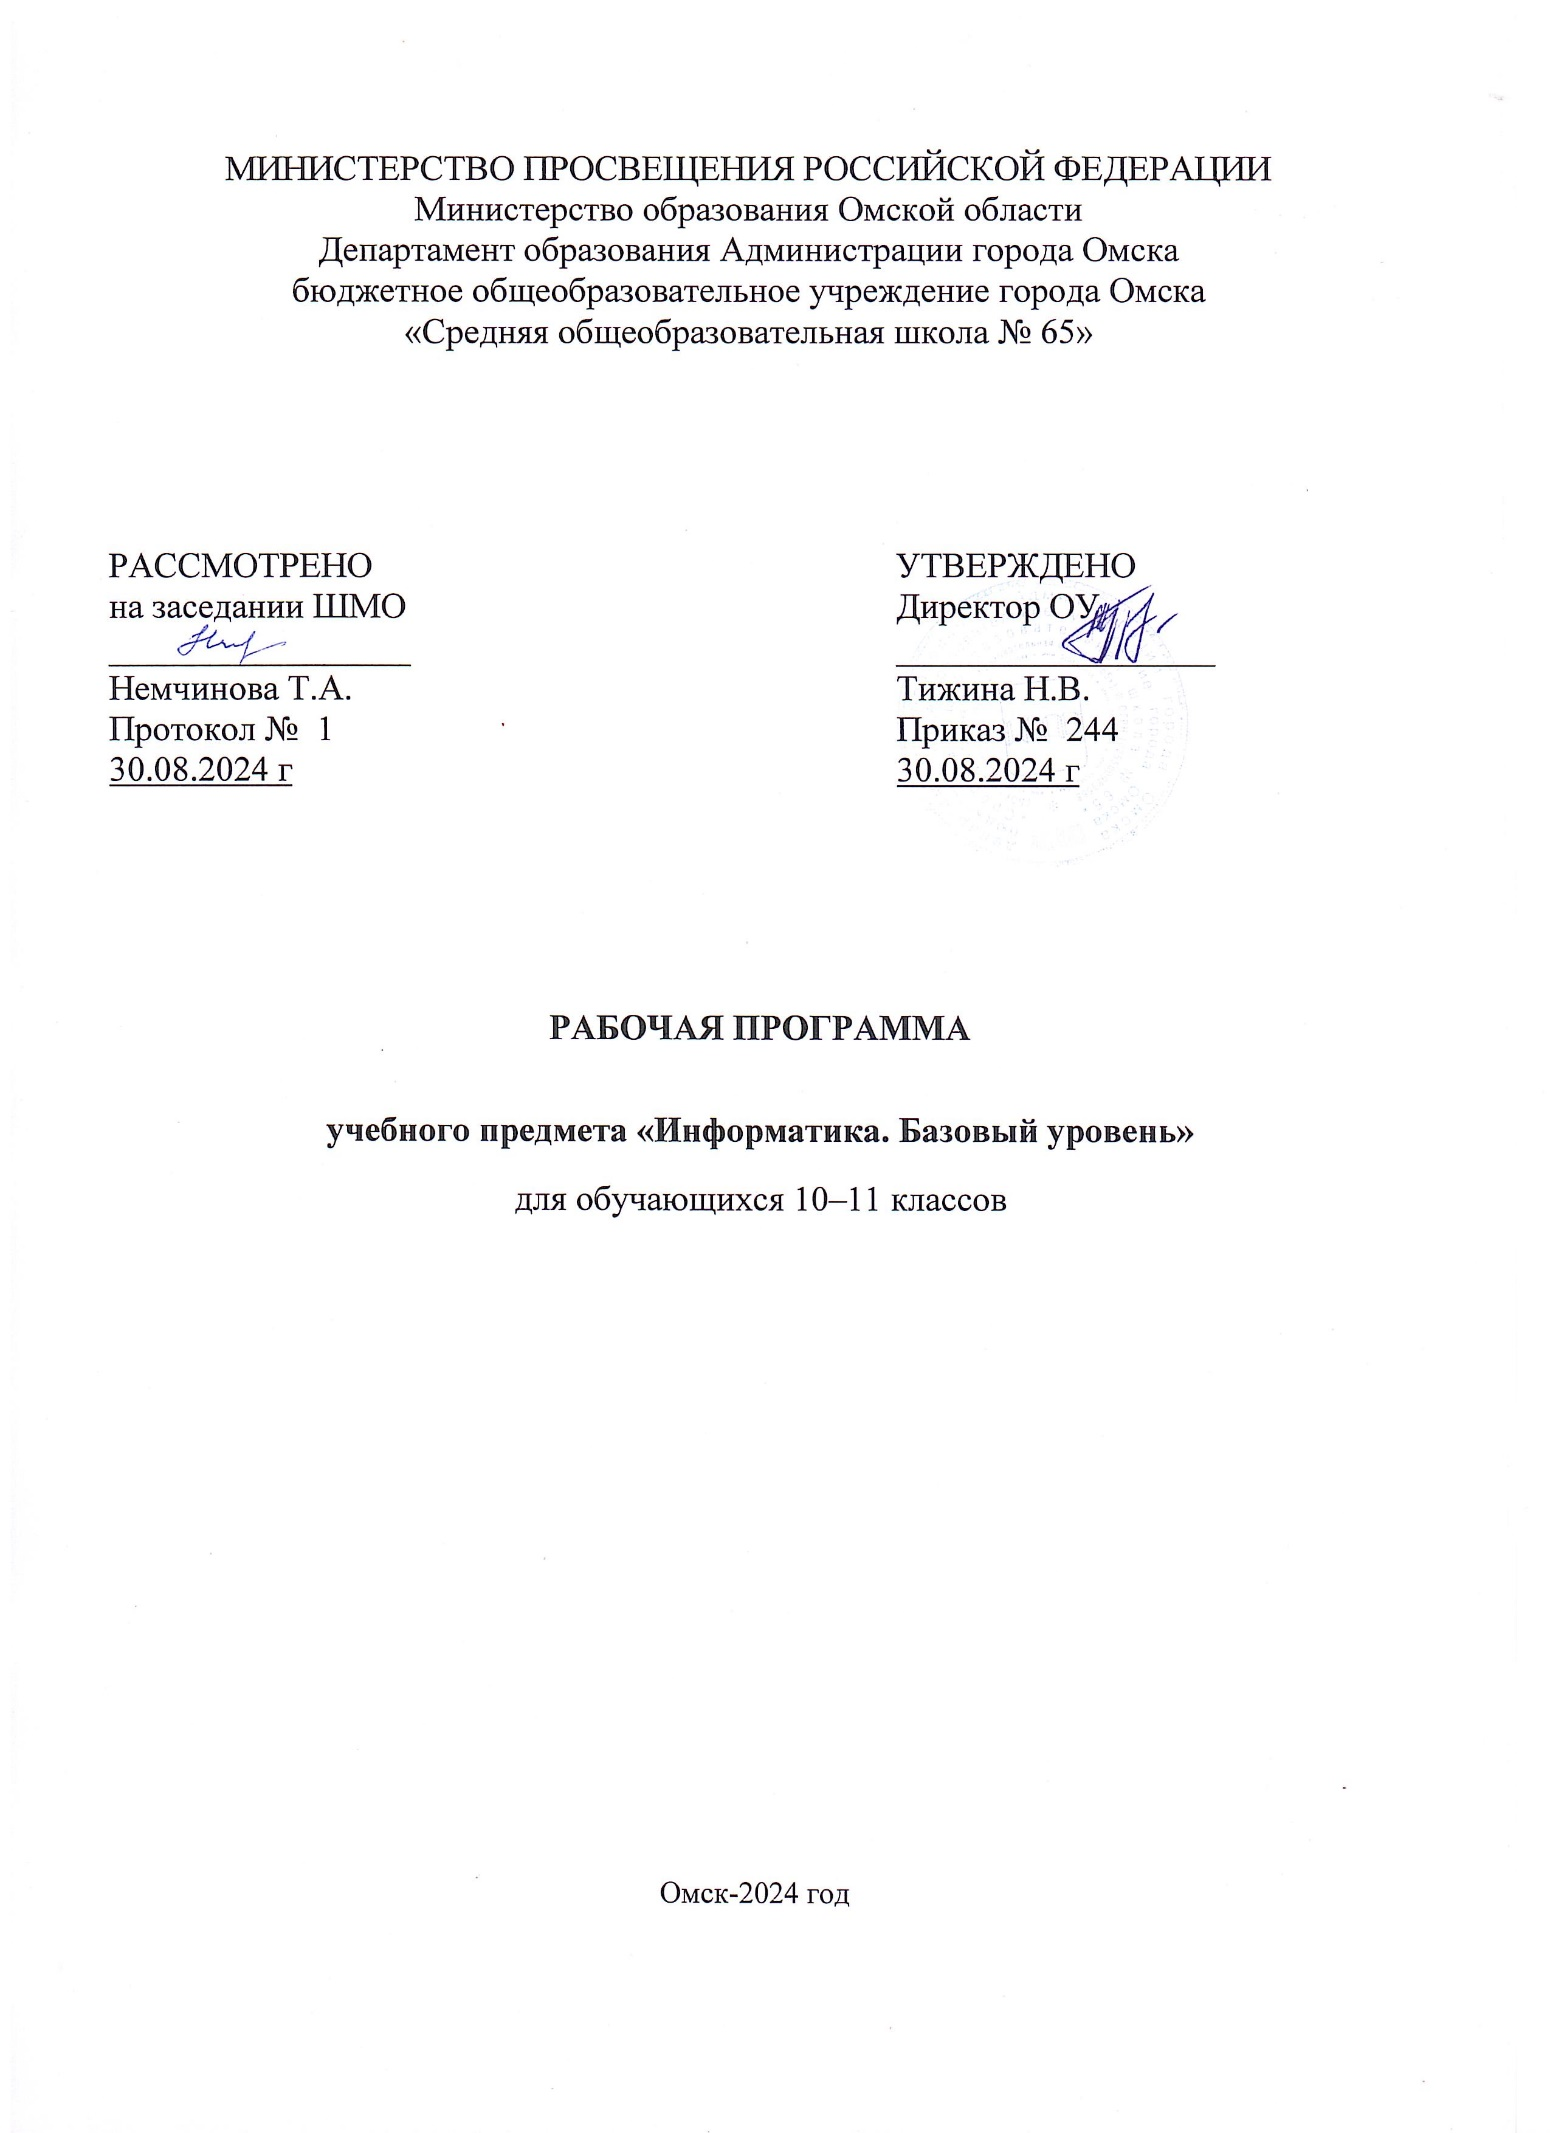 МИНИСТЕРСТВО ПРОСВЕЩЕНИЯ РОССИЙСКОЙ ФЕДЕРАЦИИ
Министерство образования Омской области
Департамент образования Администрации города Омска
бюджетное общеобразовательное учреждение города Омска
«Средняя общеобразовательная школа № 65»
РАССМОТРЕНО
на заседании ШМО
Немчинова Т.А.
Протокол № 1
30.08.2024 г
УТВЕРЖДЕНО
Директор ОУ
Тижина Н.В.
Приказ № 244
30.08.2024 г
РАБОЧАЯ ПРОГРАММА
учебного предмета «Информатика. Базовый уровень»
для обучающихся 10–11 классов
Омск-2024 год